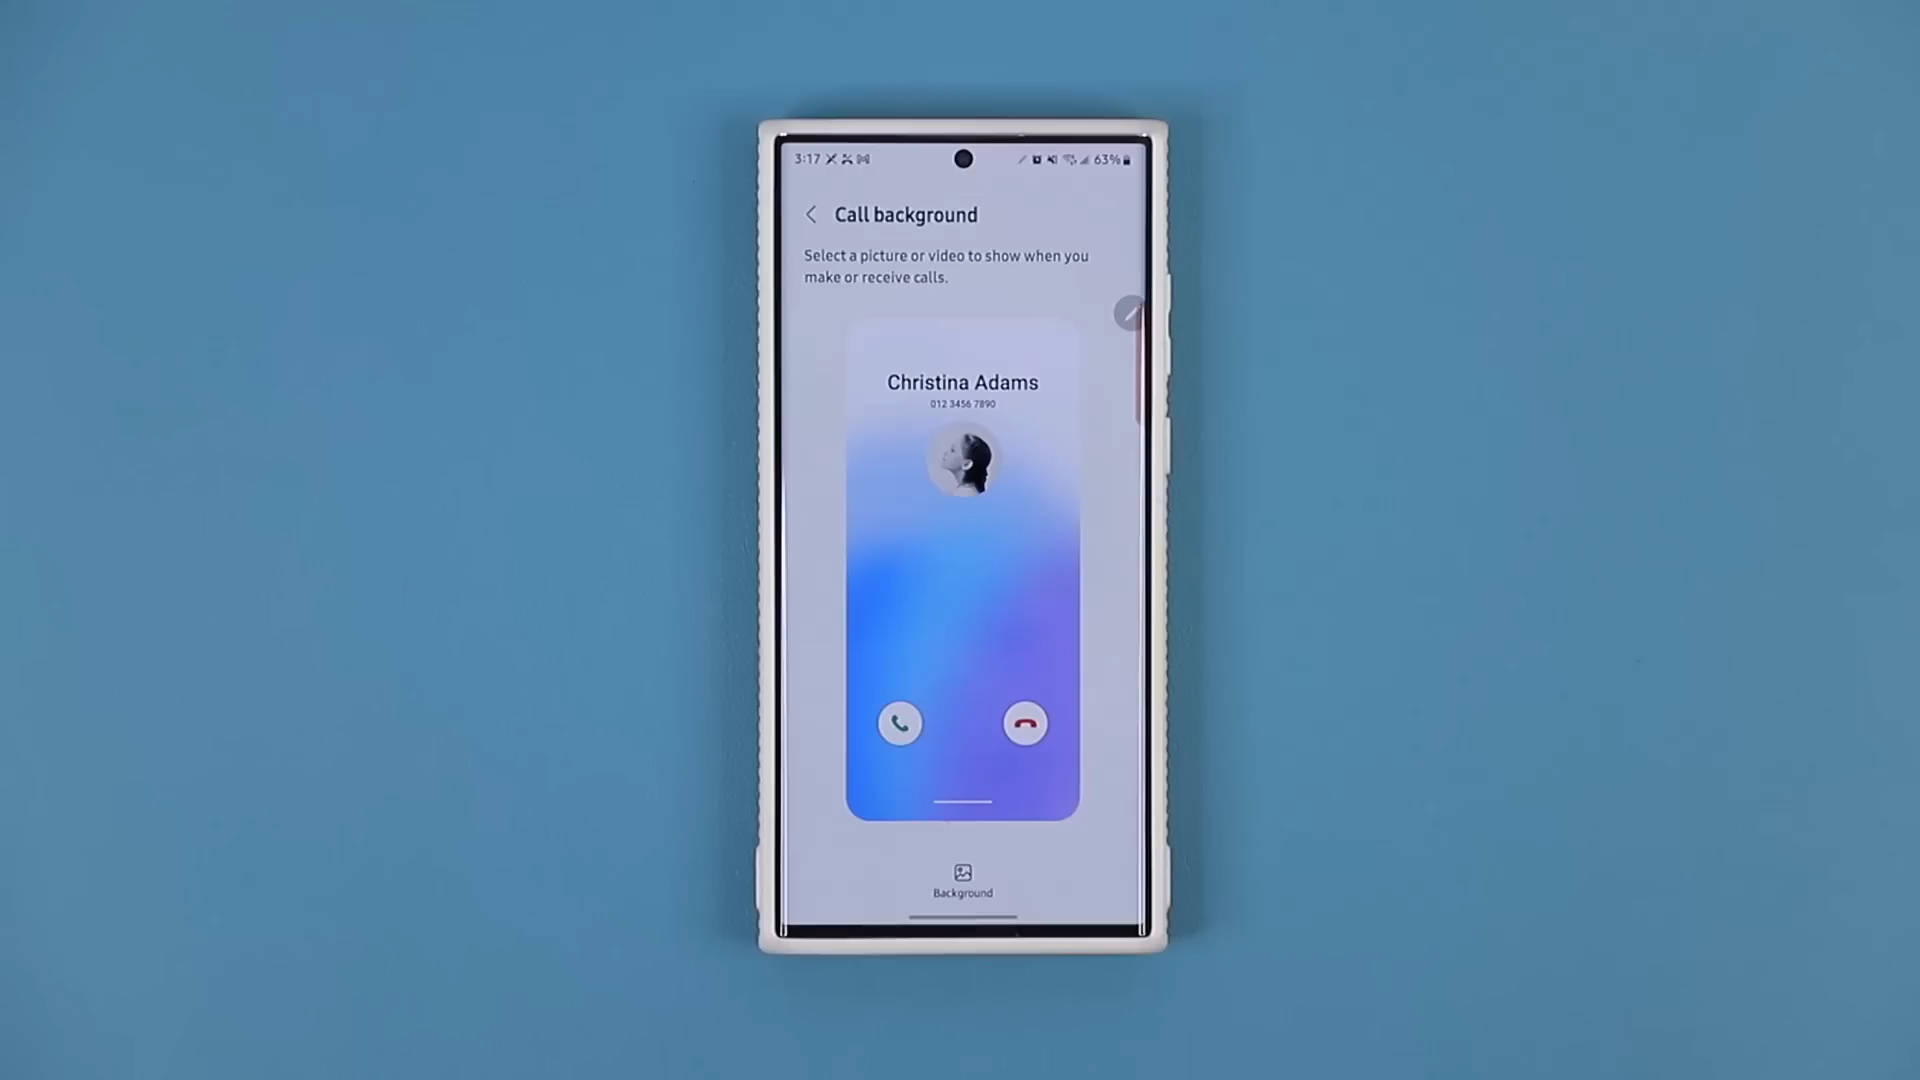 3:17 63%
Call background
Select a picture or video to show when you
make or receive calls.
Christina Adams
012 3456 7890
Background